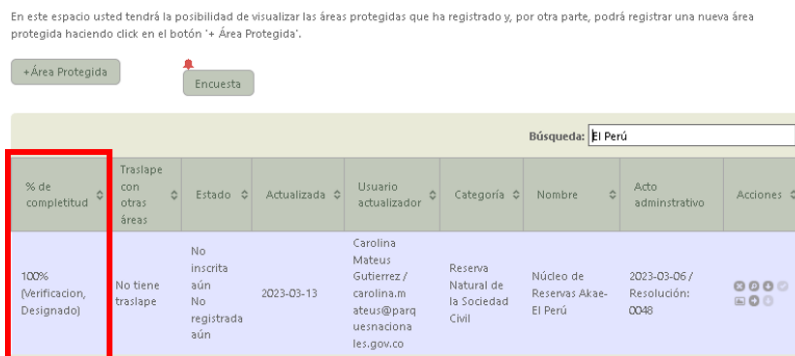 En este espacio usted tendrá la posibilidad de visualizar las áreas protegidas que ha registrado y, por otra parte, podrá registrar una nueva área
protegida haciendo click en el botón '+ Área Protegida'.
+Área Protegida
Encuesta
Búsqueda: El Perú
% de
completitud
Traslape
con
otras
áreas
Estado
Actualizada
Usuario
actualizador
Categoría
Nombre
Acto
adminstrativo
Acciones
100%
(Verificacion,
Designado)
No tiene
traslape
No
inscrita
aún
No
registrada
aún
2023-03-13
Carolina
Mateus
Gutierrez /
carolina.m
ateus@parq
uesnaciona
les.gov.co
Reserva
Natural de
la Sociedad
Civil
Núcleo de
Reservas Akae-
El Perú
2023-03-06 /
Resolución:
0048